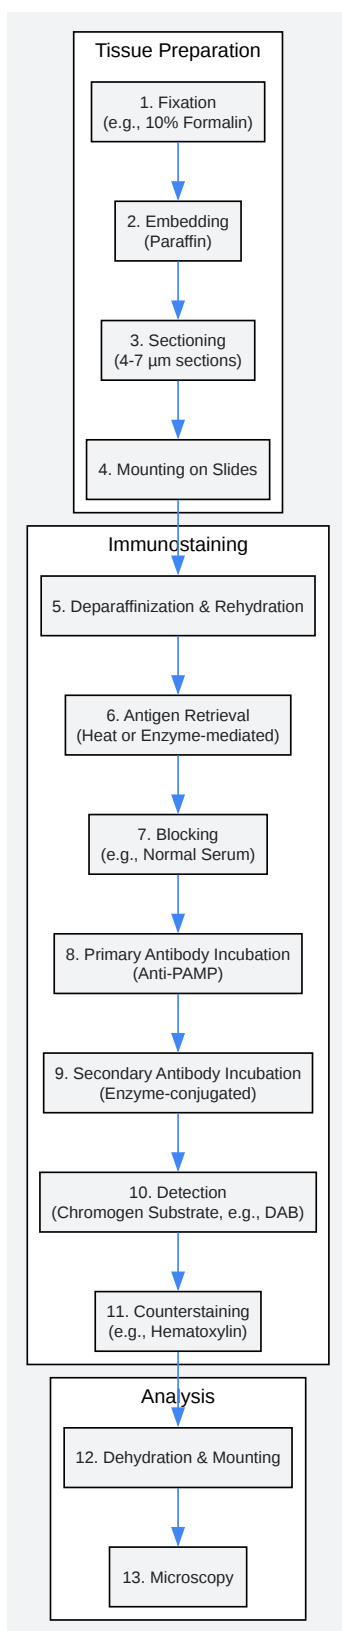 Tissue Preparation
1. Fixation
(e.g., 10% Formalin)
2. Embedding
(Paraffin)
3. Sectioning
(4-7 µm sections)
4. Mounting on Slides
Immunostaining
5. Deparaffinization & Rehydration
6. Antigen Retrieval
(Heat or Enzyme-mediated)
7. Blocking
(e.g., Normal Serum)
8. Primary Antibody Incubation
(Anti-PAMP)
9. Secondary Antibody Incubation
(Enzyme-conjugated)
10. Detection
(Chromogen Substrate, e.g., DAB)
11. Counterstaining
(e.g., Hematoxylin)
Analysis
12. Dehydration & Mounting
13. Microscopy